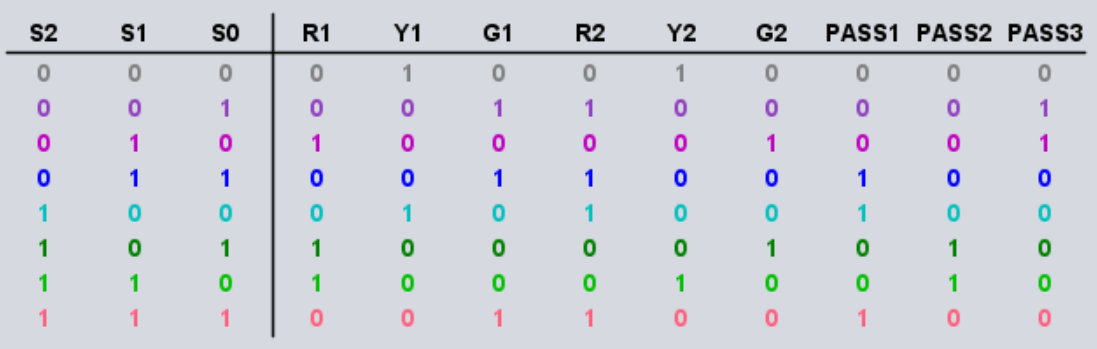 S2 S1 S0 R1 Y1 G1 R2 Y2 G2 PASS1 PASS2 PASS3
0 0 0 0 1 0 0 1 0 0 0 0
0 0 1 0 0 1 1 0 0 0 0 1
0 1 0 1 0 0 0 0 1 0 0 1
0 1 1 0 0 1 1 0 0 1 0 0
1 0 0 0 1 0 1 0 0 1 0 0
1 0 1 1 0 0 0 0 1 0 1 0
1 1 0 1 0 0 0 1 0 0 1 0
1 1 1 0 0 1 1 0 0 1 0 0